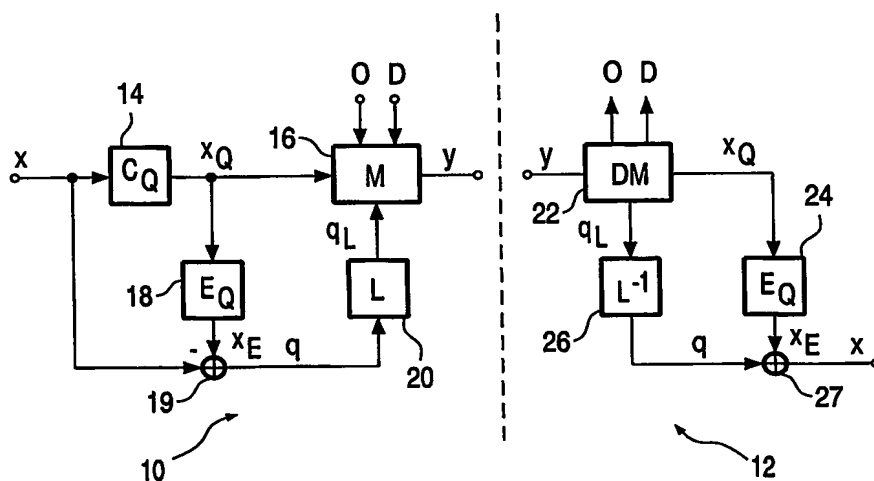 O D
O D
14
16
x
C_Q
x_Q
M
y
y
DM
x_Q
22
24
q_L
q_L
18
E_Q
L
L⁻¹
E_Q
26
20
-
x_E
q
q
x_E
x
19
27
10
12